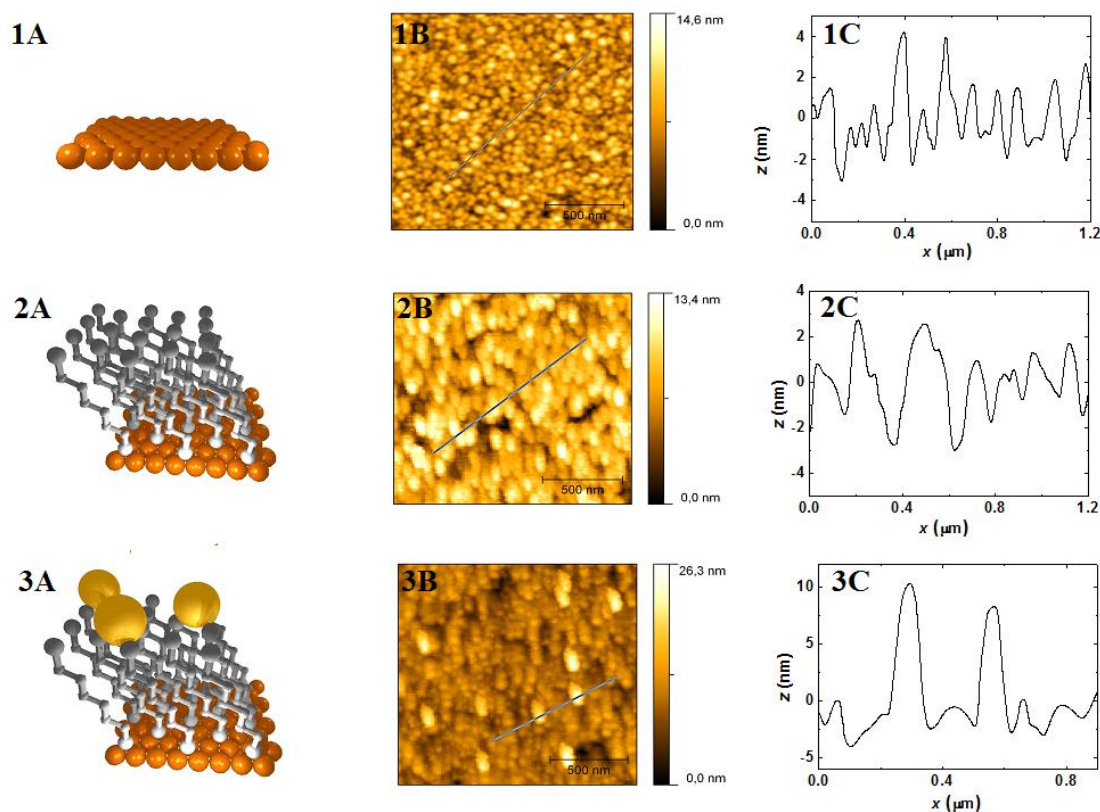 1A
1B
14,6 nm
500 nm
0,0 nm
1C
z (nm)
4
2
0
-2
-4
0.0 0.4 0.8 1.2
x (µm)
2A
2B
13,4 nm
500 nm
0,0 nm
2C
z (nm)
4
2
0
-2
-4
0.0 0.4 0.8 1.2
x (µm)
3A
3B
26,3 nm
500 nm
0,0 nm
3C
z (nm)
10
5
0
-5
0.0 0.4 0.8
x (µm)